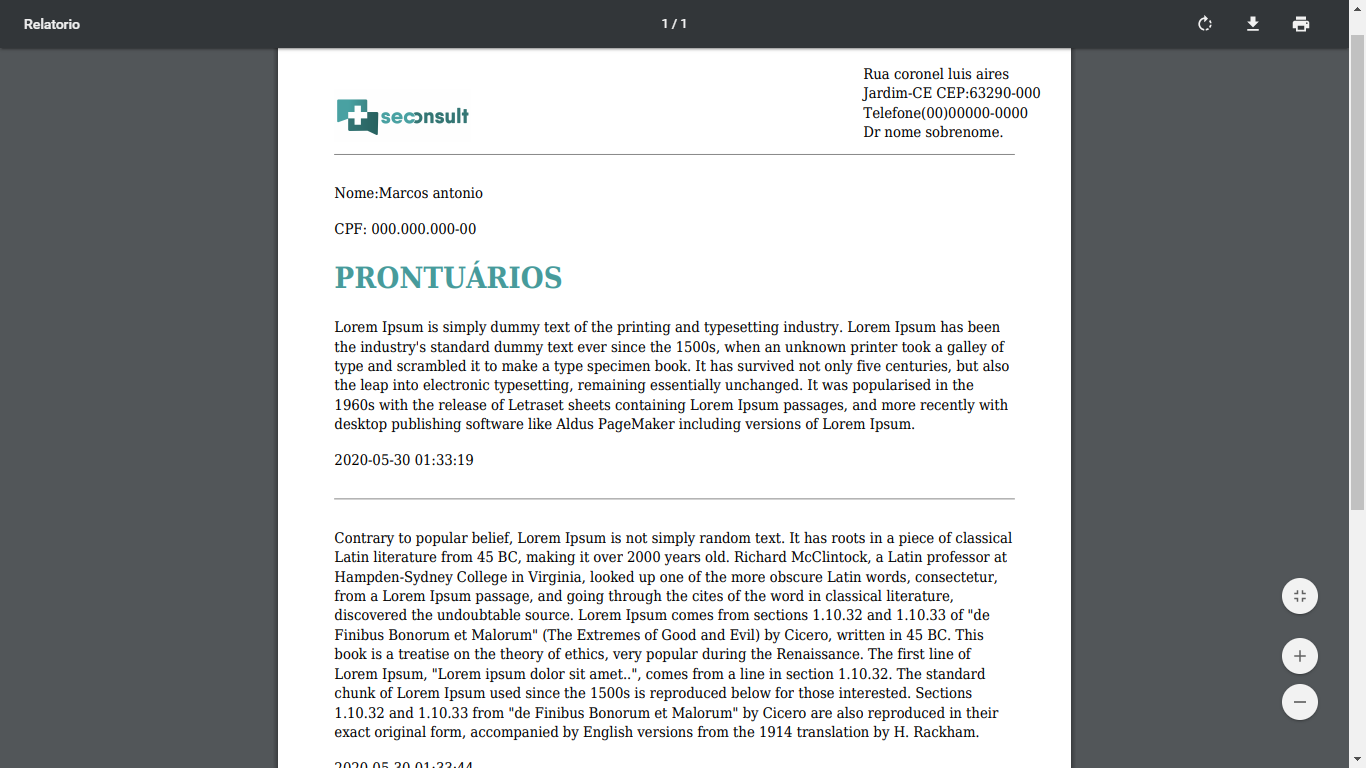 Relatorio
1 / 1
Rua coronel luis aires
Jardim-CE CEP:63290-000
Telefone(00)00000-0000
Dr nome sobrenome.
seconsult
Nome:Marcos antonio
CPF: 000.000.000-00
PRONTUÁRIOS
Lorem Ipsum is simply dummy text of the printing and typesetting industry. Lorem Ipsum has been
the industry's standard dummy text ever since the 1500s, when an unknown printer took a galley of
type and scrambled it to make a type specimen book. It has survived not only five centuries, but also
the leap into electronic typesetting, remaining essentially unchanged. It was popularised in the
1960s with the release of Letraset sheets containing Lorem Ipsum passages, and more recently with
desktop publishing software like Aldus PageMaker including versions of Lorem Ipsum.
2020-05-30 01:33:19
Contrary to popular belief, Lorem Ipsum is not simply random text. It has roots in a piece of classical
Latin literature from 45 BC, making it over 2000 years old. Richard McClintock, a Latin professor at
Hampden-Sydney College in Virginia, looked up one of the more obscure Latin words, consectetur,
from a Lorem Ipsum passage, and going through the cites of the word in classical literature,
discovered the undoubtable source. Lorem Ipsum comes from sections 1.10.32 and 1.10.33 of "de
Finibus Bonorum et Malorum" (The Extremes of Good and Evil) by Cicero, written in 45 BC. This
book is a treatise on the theory of ethics, very popular during the Renaissance. The first line of
Lorem Ipsum, "Lorem ipsum dolor sit amet..", comes from a line in section 1.10.32. The standard
chunk of Lorem Ipsum used since the 1500s is reproduced below for those interested. Sections
1.10.32 and 1.10.33 from "de Finibus Bonorum et Malorum" by Cicero are also reproduced in their
exact original form, accompanied by English versions from the 1914 translation by H. Rackham.
2020-05-30 01:33:44